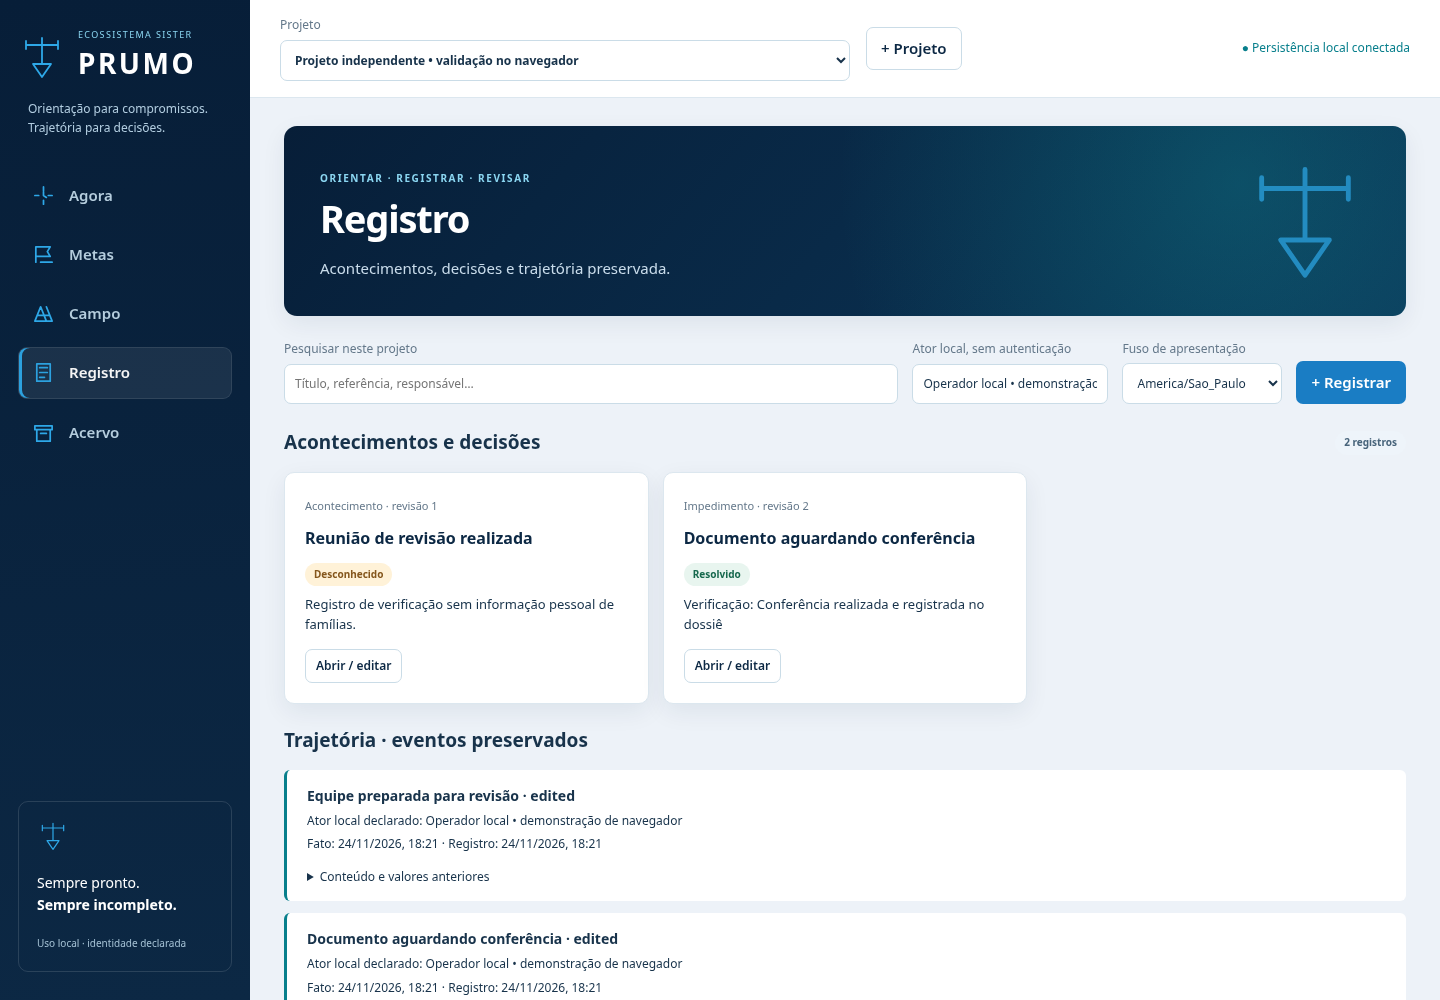 ECOSSISTEMA SISTER
PRUMO
Orientação para compromissos.
Trajetória para decisões.
Agora
Metas
Campo
Registro
Acervo
Sempre pronto.
Sempre incompleto.
Uso local · identidade declarada
Projeto
Projeto independente • validação no navegador
+ Projeto
● Persistência local conectada
ORIENTAR · REGISTRAR · REVISAR
Registro
Acontecimentos, decisões e trajetória preservada.
Pesquisar neste projeto
Título, referência, responsável...
Ator local, sem autenticação
Operador local • demonstração
Fuso de apresentação
America/Sao_Paulo
+ Registrar
Acontecimentos e decisões
2 registros
Acontecimento · revisão 1
Reunião de revisão realizada
Desconhecido
Registro de verificação sem informação pessoal de
famílias.
Abrir / editar
Impedimento · revisão 2
Documento aguardando conferência
Resolvido
Verificação: Conferência realizada e registrada no
dossiê
Abrir / editar
Trajetória · eventos preservados
Equipe preparada para revisão · edited
Ator local declarado: Operador local • demonstração de navegador
Fato: 24/11/2026, 18:21 · Registro: 24/11/2026, 18:21
▶ Conteúdo e valores anteriores
Documento aguardando conferência · edited
Ator local declarado: Operador local • demonstração de navegador
Fato: 24/11/2026, 18:21 · Registro: 24/11/2026, 18:21